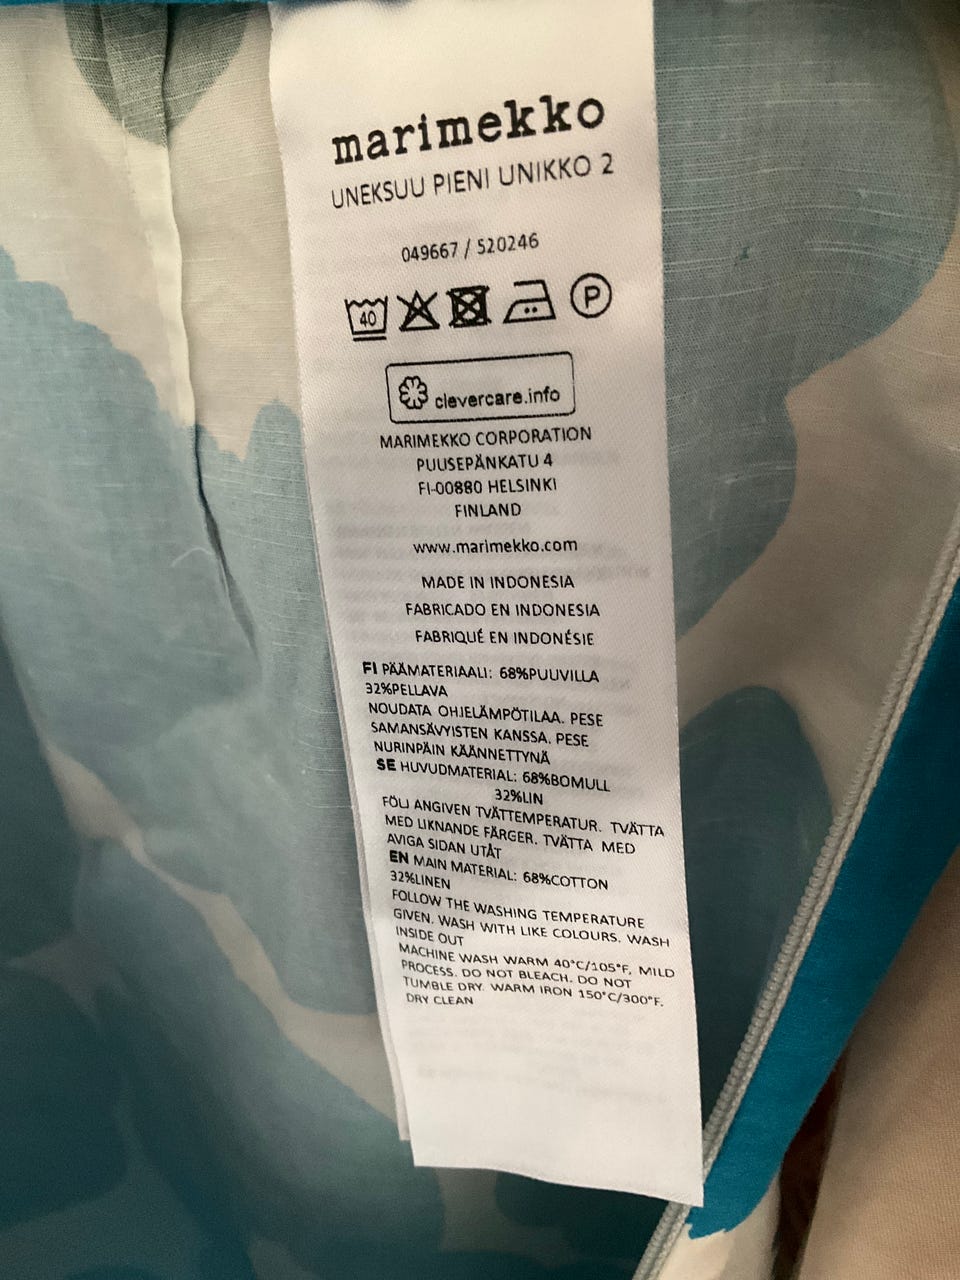 marimekko
UNEKSUU PIENI UNIKKO 2
049667 / 520246
40 P
clevercare.info
MARIMEKKO CORPORATION
PUUSEPÄNKATU 4
FI-00880 HELSINKI
FINLAND
www.marimekko.com
MADE IN INDONESIA
FABRICADO EN INDONESIA
FABRIQUÉ EN INDONÉSIE
FI PÄÄMATERIAALI: 68%PUUVILLA
32%PELLAVA
NOUDATA OHJELÄMPÖTILAA. PESE
SAMANSÄVYISTEN KANSSA. PESE
NURINPÄIN KÄÄNNETTYNÄ
SE HUVUDMATERIAL: 68%BOMULL
32%LIN
FÖLJ ANGIVEN TVÄTTEMPERATUR. TVÄTTA
MED LIKNANDE FÄRGER. TVÄTTA MED
AVIGA SIDAN UTÅT
EN MAIN MATERIAL: 68%COTTON
32%LINEN
FOLLOW THE WASHING TEMPERATURE
GIVEN. WASH WITH LIKE COLOURS. WASH
INSIDE OUT
MACHINE WASH WARM 40°C/105°F, MILD
PROCESS. DO NOT BLEACH. DO NOT
TUMBLE DRY. WARM IRON 150°C/300°F.
DRY CLEAN